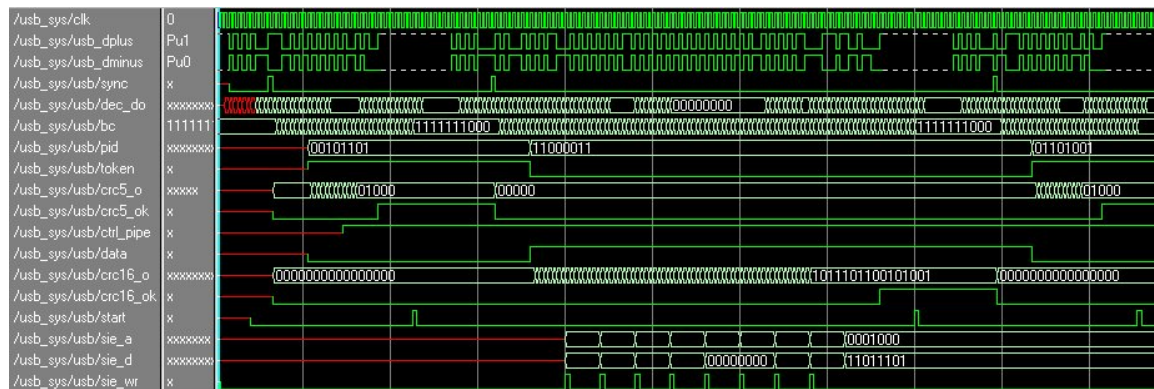 /usb_sys/clk 0
/usb_sys/usb_dplus Pu1
/usb_sys/usb_dminus Pu0
/usb_sys/usb/sync x
/usb_sys/usb/dec_do xxxxxxxx 00000000
/usb_sys/usb/bc 111111 1111111000 1111111000
/usb_sys/usb/pid xxxxxxxx 00101101 11000011 01101001
/usb_sys/usb/token x
/usb_sys/usb/crc5_o xxxxx 01000 00000 01000
/usb_sys/usb/crc5_ok x
/usb_sys/usb/ctrl_pipe x
/usb_sys/usb/data x
/usb_sys/usb/crc16_o xxxxxxxx 0000000000000000 1011101100101001 0000000000000000
/usb_sys/usb/crc16_ok x
/usb_sys/usb/start x
/usb_sys/usb/sie_a xxxxxxx 0001000
/usb_sys/usb/sie_d xxxxxxxx 00000000 11011101
/usb_sys/usb/sie_wr x